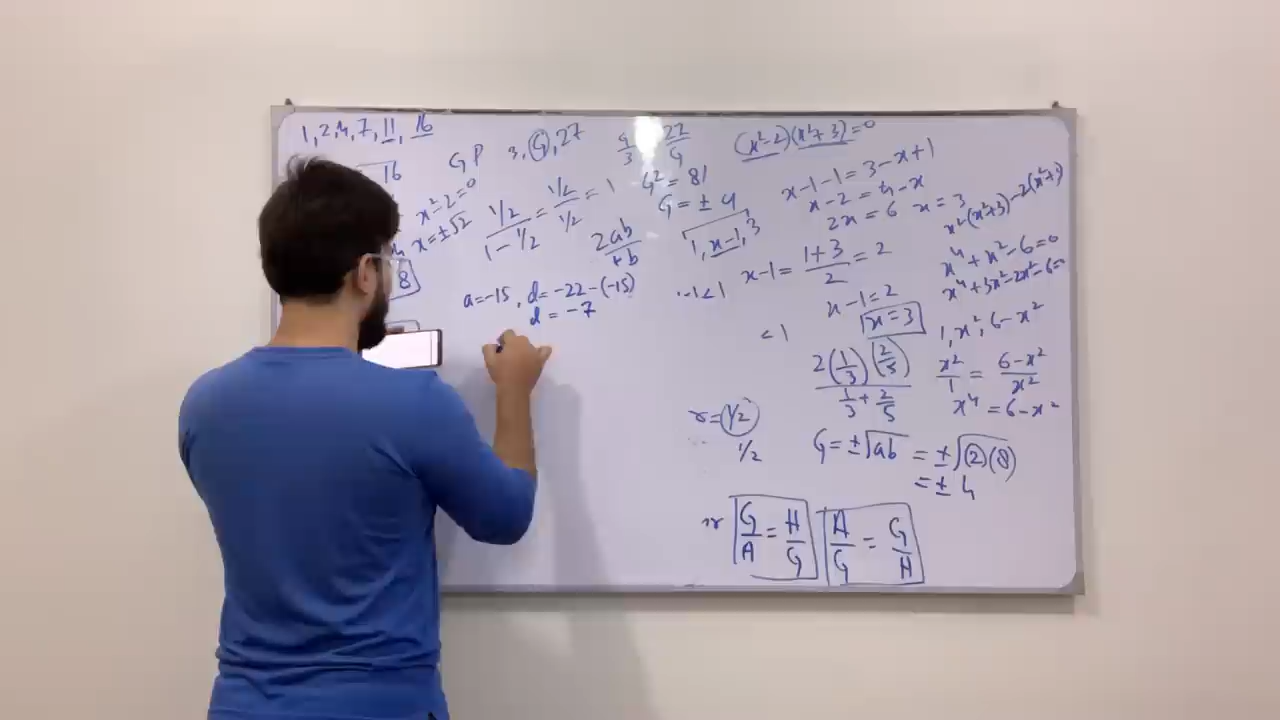 1, 2, 4, 7, 11, 16
16
x²-2=0
x=±√2
8
GP 3, G, 27
1/2 / 1-1/2 = 1/2 / 1/2 = 1
G/3 = 27/G
G² = 81
G = ± 9
2ab / +b
1, x-1, 3
a=-15, d=-22-(-15)
d = -7
(x²-2)(x²+3)=0
x-1-1=3-x+1
x-2=4-x
2x=6 x=3
x-1= 1+3 / 2 = 2
x-1=2
x=3
-1<1
<1
2(1/3)(2/5) / 1/3+2/5
r=1/2
1/2
G=±√ab = ±√(2)(8)
=± 4
G/A = H/G A/G = G/H
x²(x²+3)-2(x²+3)
x⁴+x²-6=0
x⁴+3x²-2x²-6=0
1, x², 6-x²
x²/1 = 6-x²/x²
x⁴=6-x²